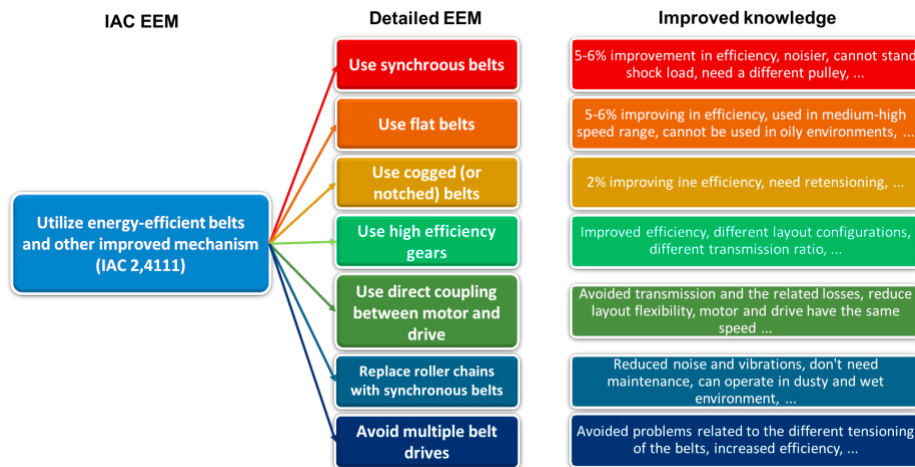 IAC EEM
Detailed EEM
Improved knowledge
Use synchroous belts
5-6% improvement in efficiency, noisier, cannot stand
shock load, need a different pulley, ...
Use flat belts
5-6% improving in efficiency, used in medium-high
speed range, cannot be used in oily environments, ...
Use cogged (or
notched) belts
2% improving ine efficiency, need retensioning, ...
Utilize energy-efficient belts
and other improved mechanism
(IAC 2,4111)
Use high efficiency
gears
Improved efficiency, different layout configurations,
different transmission ratio, ...
Use direct coupling
between motor and
drive
Avoided transmission and the related losses, reduce
layout flexibility, motor and drive have the same
speed ...
Replace roller chains
with synchronous belts
Reduced noise and vibrations, don't need
maintenance, can operate in dusty and wet
environment, ...
Avoid multiple belt
drives
Avoided problems related to the different tensioning
of the belts, increased efficiency, ...